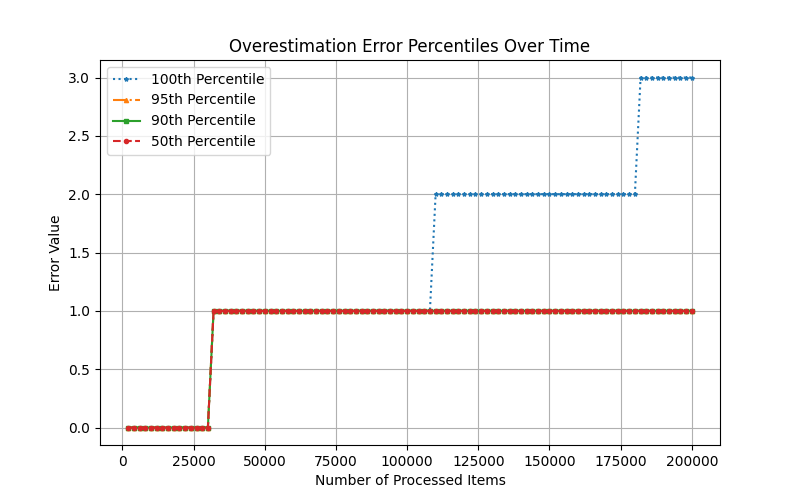 Overestimation Error Percentiles Over Time
100th Percentile
95th Percentile
90th Percentile
50th Percentile
Error Value
3.0
2.5
2.0
1.5
1.0
0.5
0.0
0 25000 50000 75000 100000 125000 150000 175000 200000
Number of Processed Items